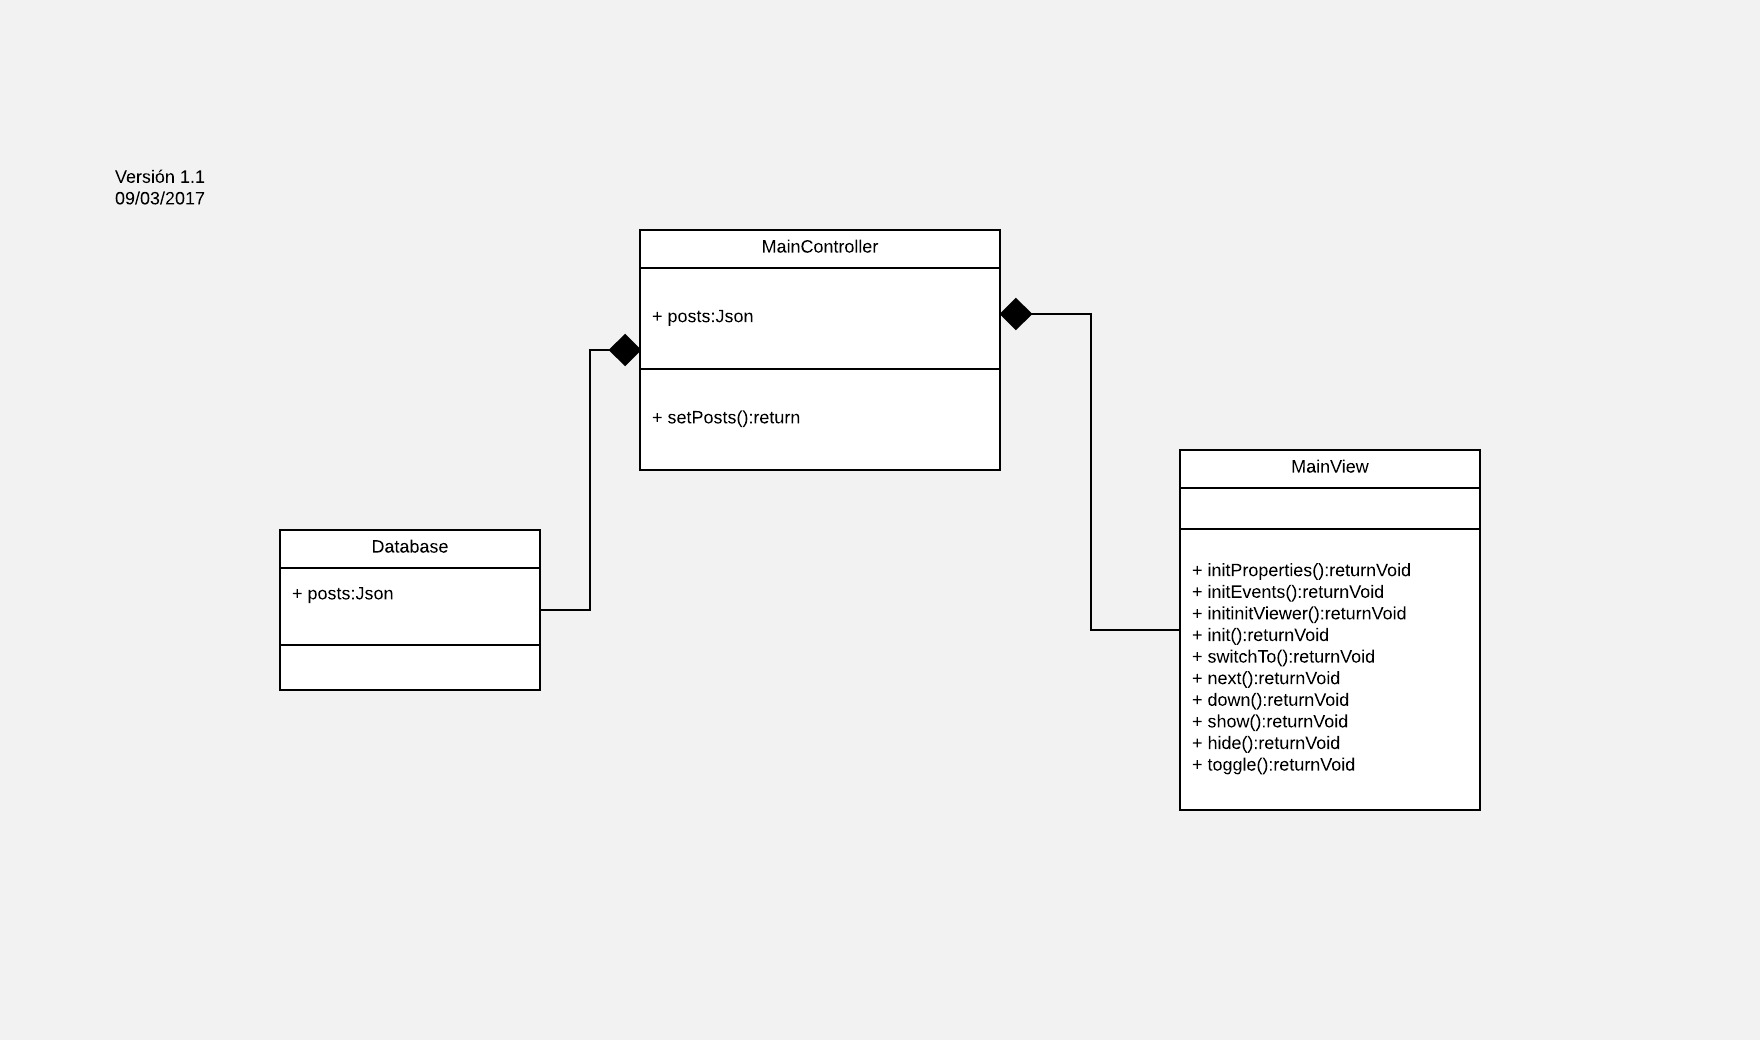 Versión 1.1
09/03/2017
MainController
+ posts:Json
+ setPosts():return
Database
+ posts:Json
MainView
+ initProperties():returnVoid
+ initEvents():returnVoid
+ initinitViewer():returnVoid
+ init():returnVoid
+ switchTo():returnVoid
+ next():returnVoid
+ down():returnVoid
+ show():returnVoid
+ hide():returnVoid
+ toggle():returnVoid